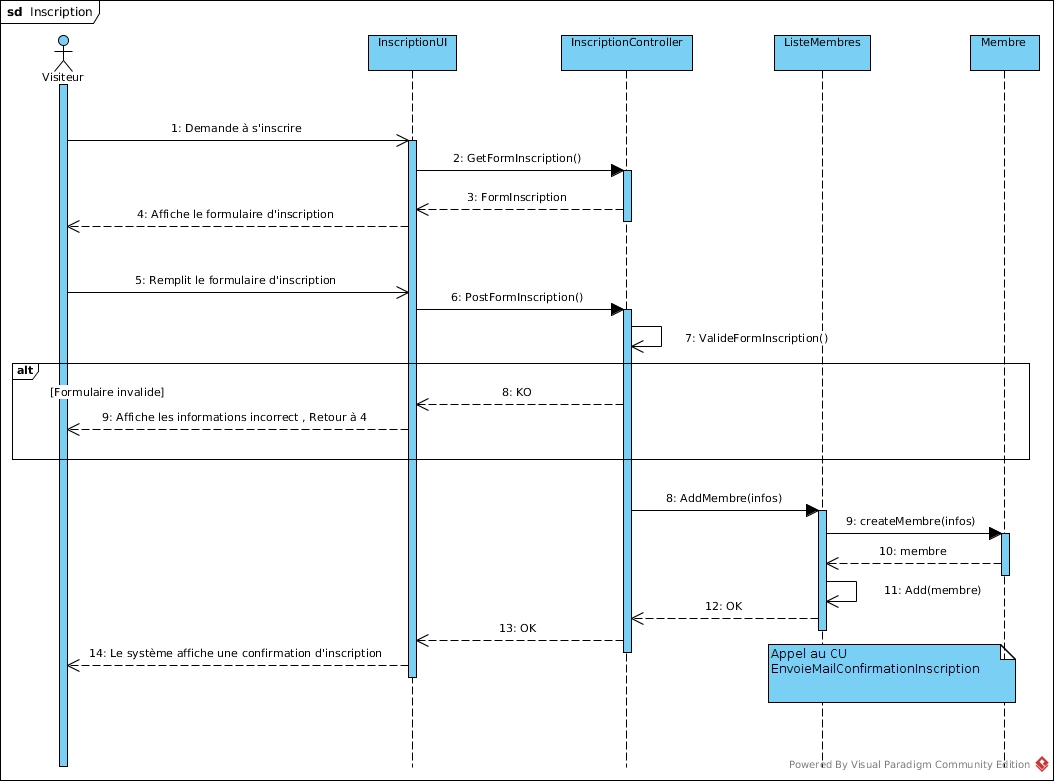 sd Inscription
InscriptionUI
InscriptionController
ListeMembres
Membre
Visiteur
1: Demande à s'inscrire
2: GetFormInscription()
3: FormInscription
4: Affiche le formulaire d'inscription
5: Remplit le formulaire d'inscription
6: PostFormInscription()
7: ValideFormInscription()
alt
[Formulaire invalide]
8: KO
9: Affiche les informations incorrect , Retour à 4
8: AddMembre(infos)
9: createMembre(infos)
10: membre
11: Add(membre)
12: OK
13: OK
14: Le système affiche une confirmation d'inscription
Appel au CU
EnvoieMailConfirmationInscription
Powered By Visual Paradigm Community Edition